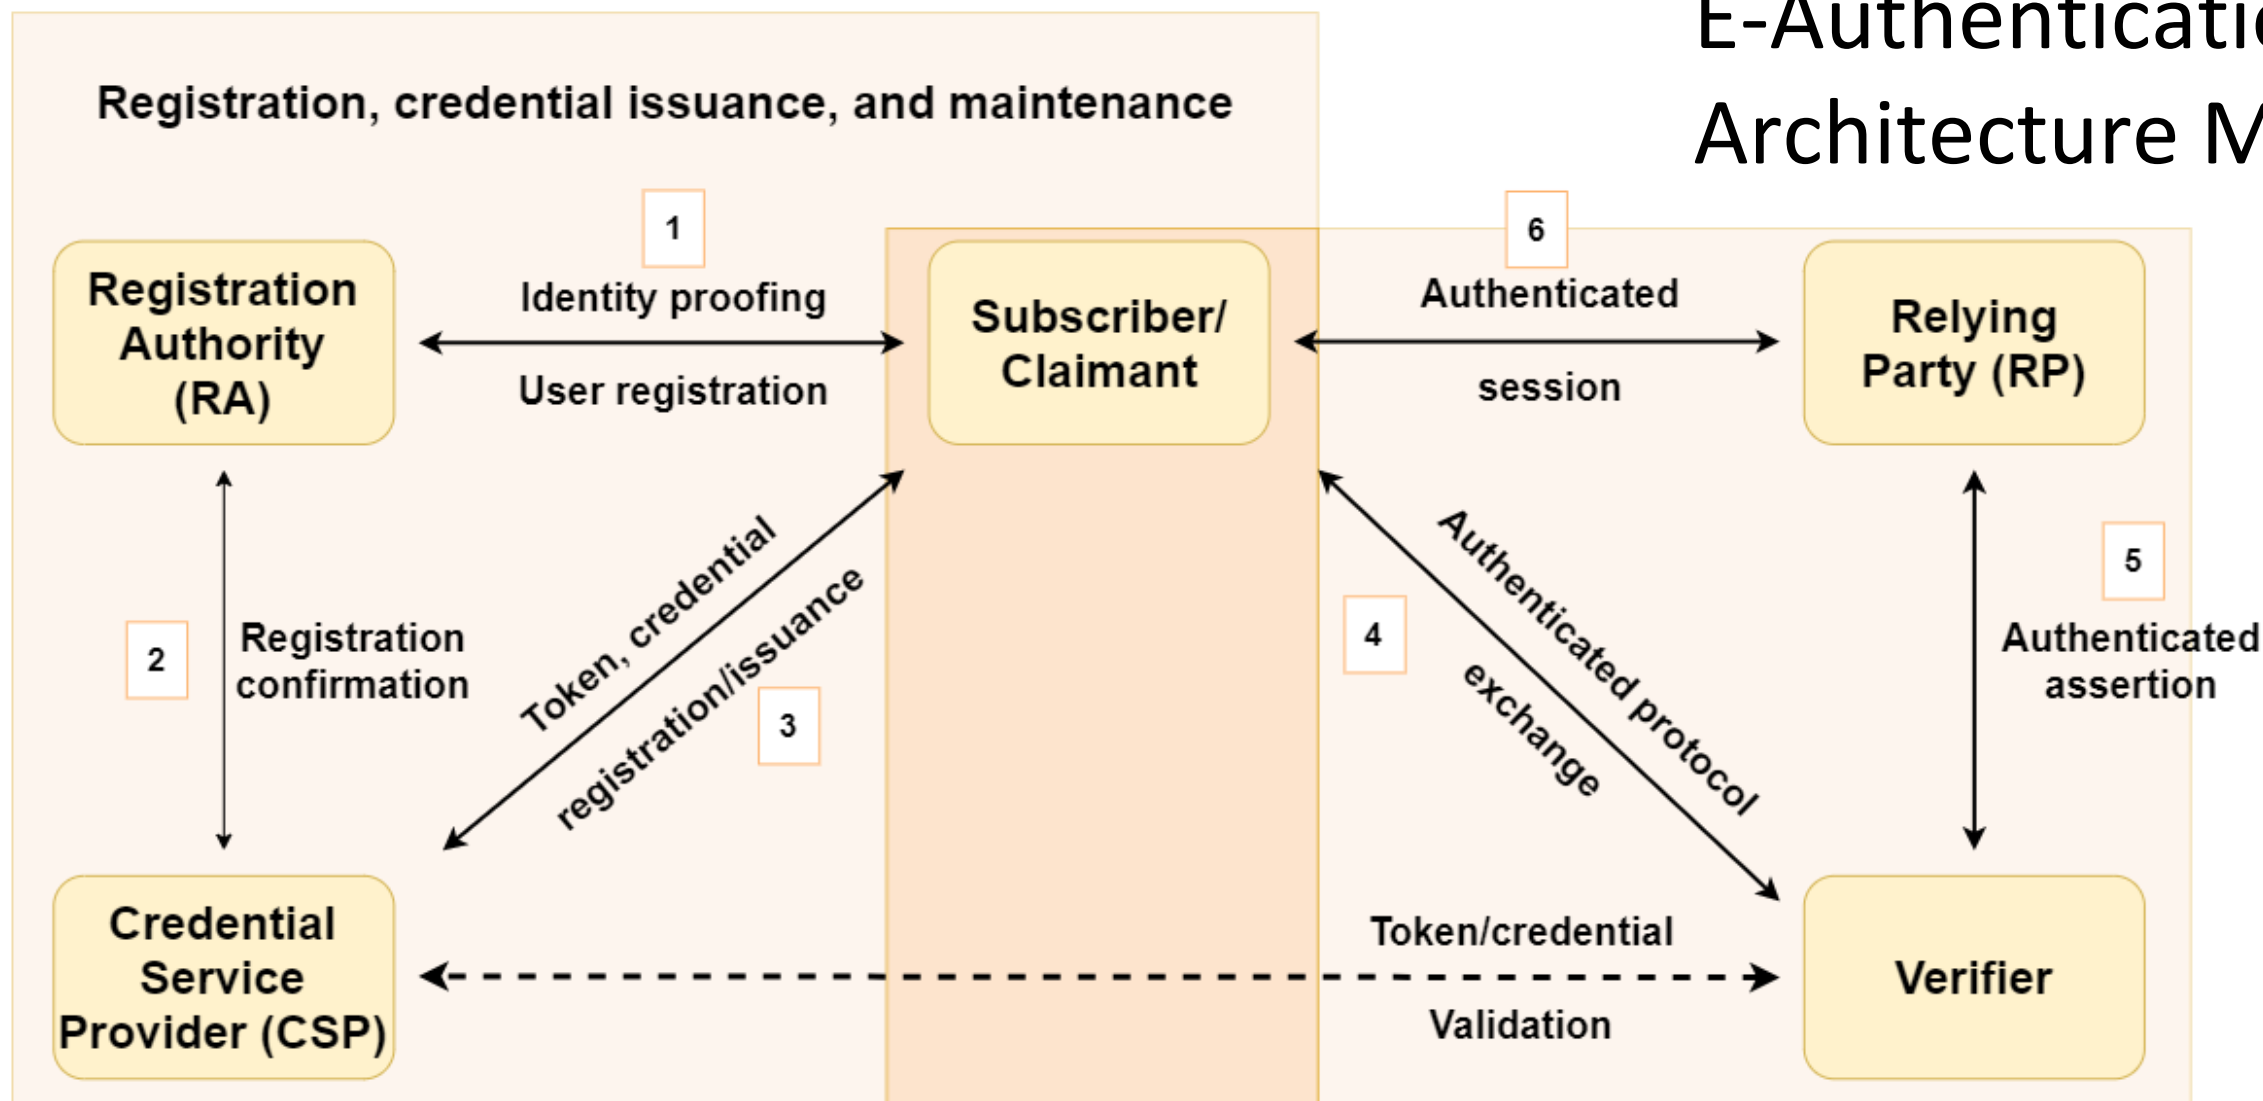 E-Authenticatio
Architecture M
Registration, credential issuance, and maintenance
1
6
Registration
Authority
(RA)
Identity proofing
User registration
Subscriber/
Claimant
Authenticated
session
Relying
Party (RP)
2
Registration
confirmation
Token, credential
registration/issuance
3
4
Authenticated protocol
exchange
5
Authenticated
assertion
Credential
Service
Provider (CSP)
Token/credential
Validation
Verifier